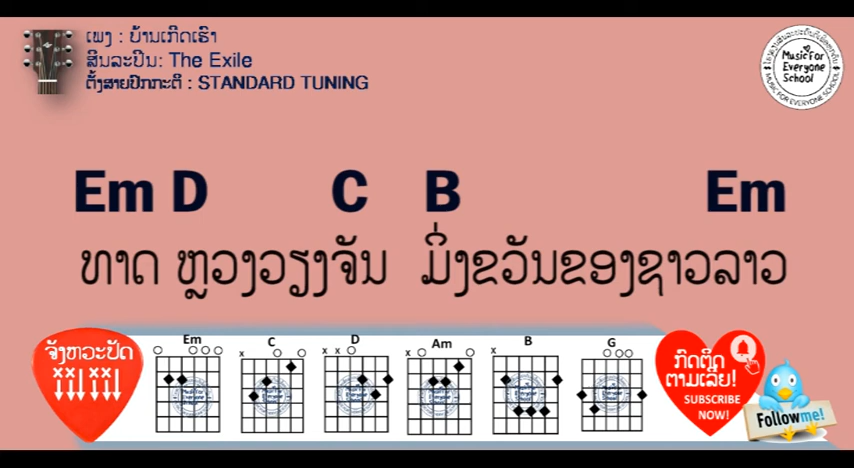 ເພງ : ບ້ານເກີດເຮົາ
ສິນລະປິນ: The Exile
ຕັ້ງສາຍປົກກະຕິ : STANDARD TUNING
Music For
Everyone
School
MUSIC FOR EVERYONE SCHOOL
Em D C B Em
ທາດ ຫຼວງວຽງຈັນ ມິ່ງຂວັນຂອງຊາວລາວ
ຈັງຫວະປັດ
Em C D Am B G
ກົດຕິດ
ຕາມເລີຍ!
SUBSCRIBE
NOW!
Follow me!